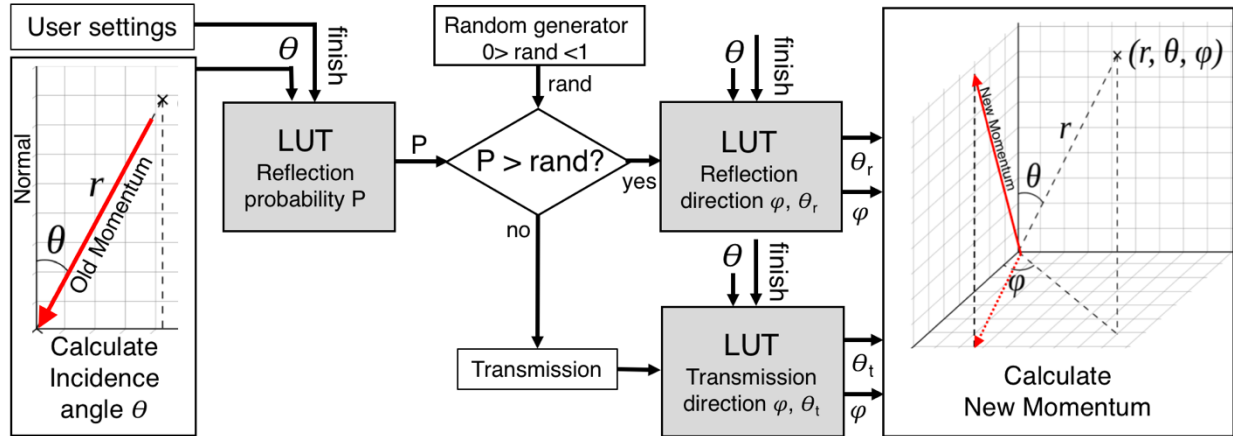 User settings
θ
finish
Normal
r
Old Momentum
θ
Calculate
Incidence
angle θ
LUT
Reflection
probability P
P
Random generator
0> rand <1
rand
P > rand?
yes
no
Transmission
θ
finish
LUT
Reflection
direction φ, θr
θr
φ
θ
finish
LUT
Transmission
direction φ, θt
θt
φ
(r, θ, φ)
New Momentum
r
θ
φ
Calculate
New Momentum